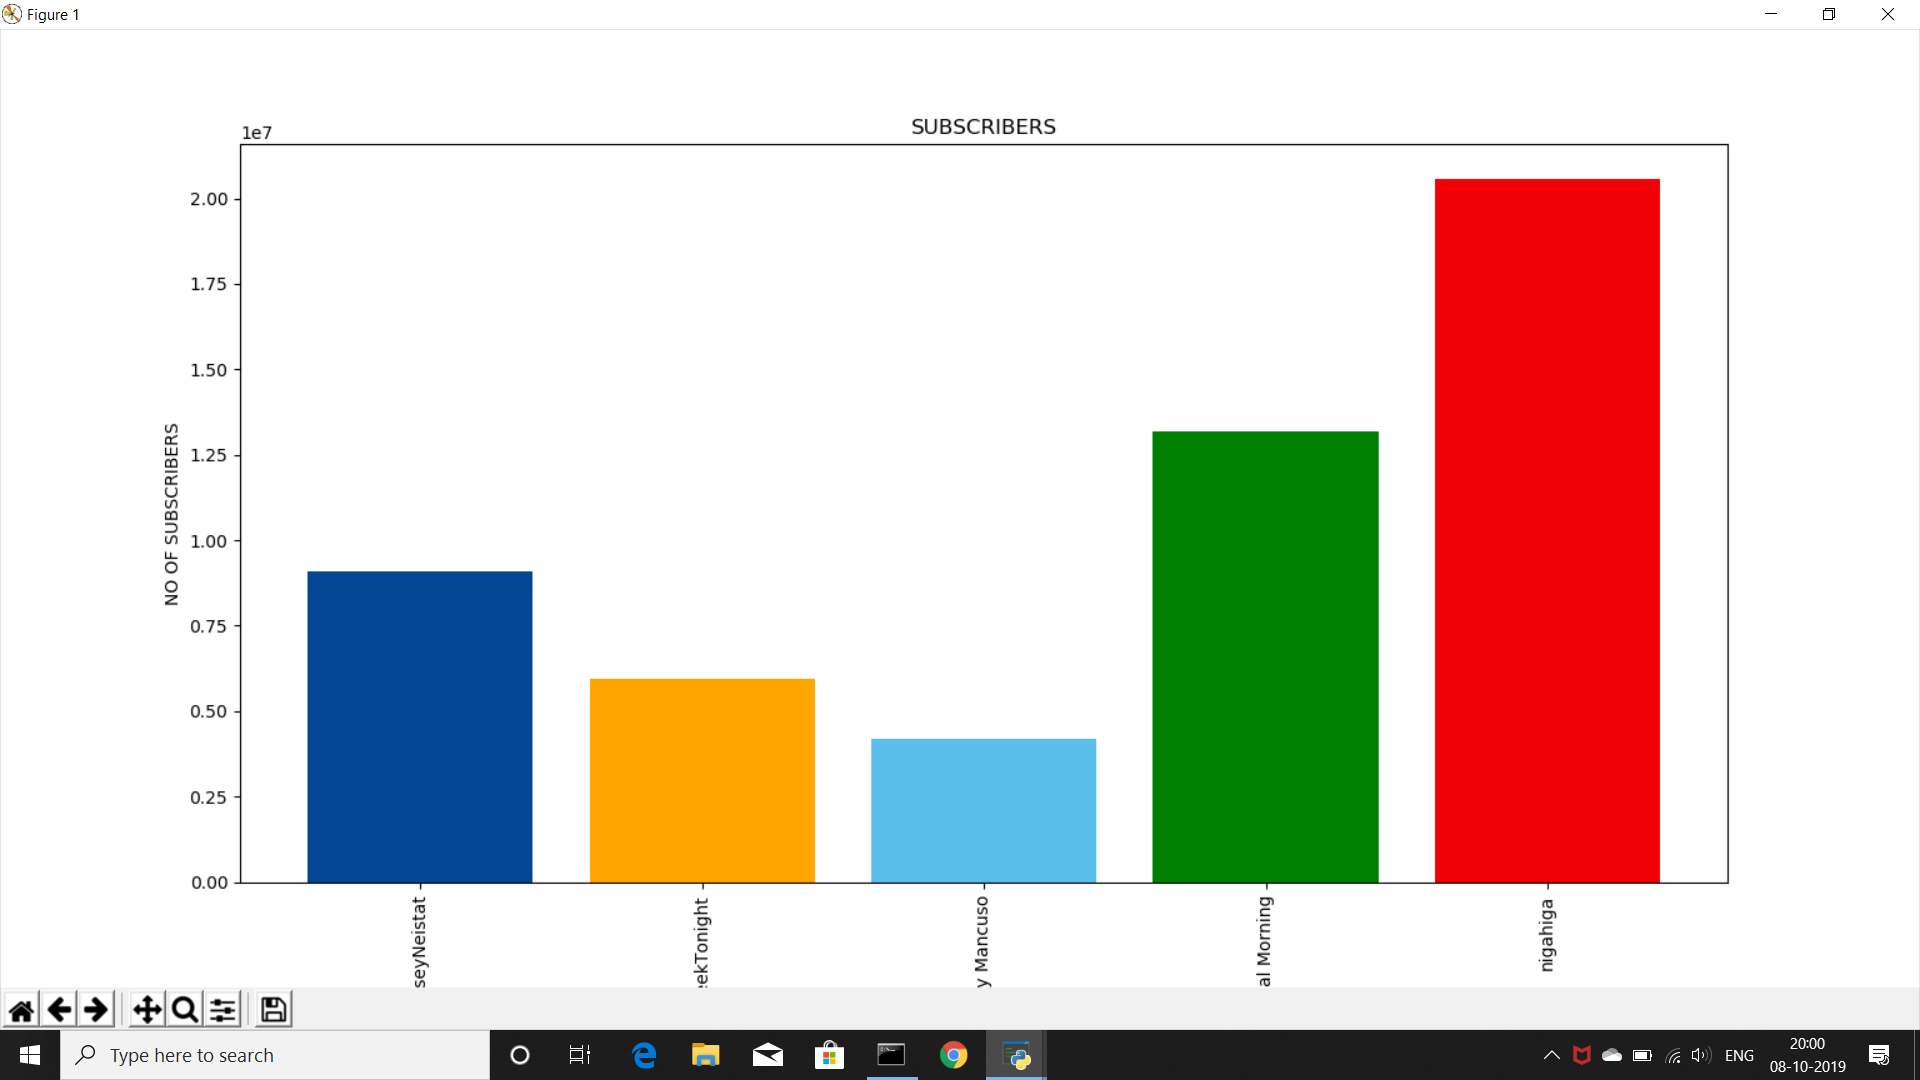 Figure 1
SUBSCRIBERS
1e7
2.00
1.75
1.50
1.25
1.00
0.75
0.50
0.25
0.00
NO OF SUBSCRIBERS
seyNeistat
ekTonight
y Mancuso
al Morning
nigahiga
Type here to search
ENG
20:00
08-10-2019